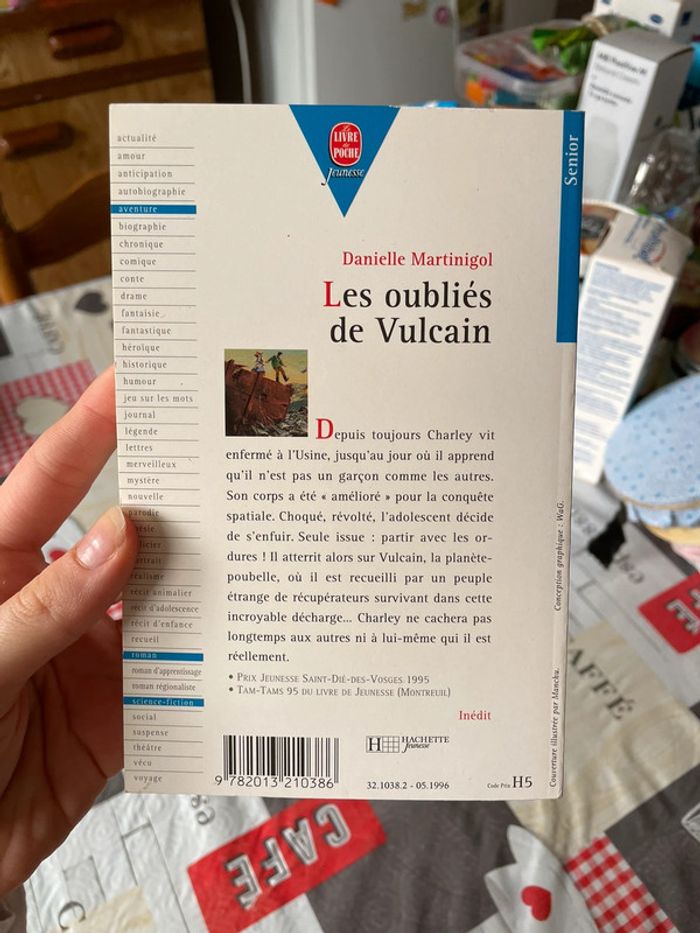 actualité
amour
anticipation
autobiographie
aventure
biographie
chronique
comique
conte
drame
fantaisie
fantastique
héroïque
historique
humour
jeu sur les mots
journal
légende
lettres
merveilleux
mystère
nouvelle
parodie
réalisme
récit animalier
récit d'adolescence
récit d'enfance
recueil
roman
roman d'apprentissage
roman régionaliste
science-fiction
social
suspense
théâtre
vécu
voyage
Le
LIVRE
de
POCHE
Jeunesse
Senior
Danielle Martinigol
Les oubliés
de Vulcain
Depuis toujours Charley vit
enfermé à l'Usine, jusqu'au jour où il apprend
qu'il n'est pas un garçon comme les autres.
Son corps a été « amélioré » pour la conquête
spatiale. Choqué, révolté, l'adolescent décide
de s'enfuir. Seule issue : partir avec les or-
dures ! Il atterrit alors sur Vulcain, la planète-
poubelle, où il est recueilli par un peuple
étrange de récupérateurs survivant dans cette
incroyable décharge... Charley ne cachera pas
longtemps aux autres ni à lui-même qui il est
réellement.
• PRIX JEUNESSE SAINT-DIÉ-DES-VOSGES 1995
• TAM-TAMS 95 DU LIVRE DE JEUNESSE (MONTREUIL)
Inédit
H HACHETTE
Jeunesse
9 782013 210386
32.1038.2 - 05.1996
Code Prix H5
Conception graphique : WaG.
Couverture illustrée par Manchu.
CAFÉ
CAFÉ